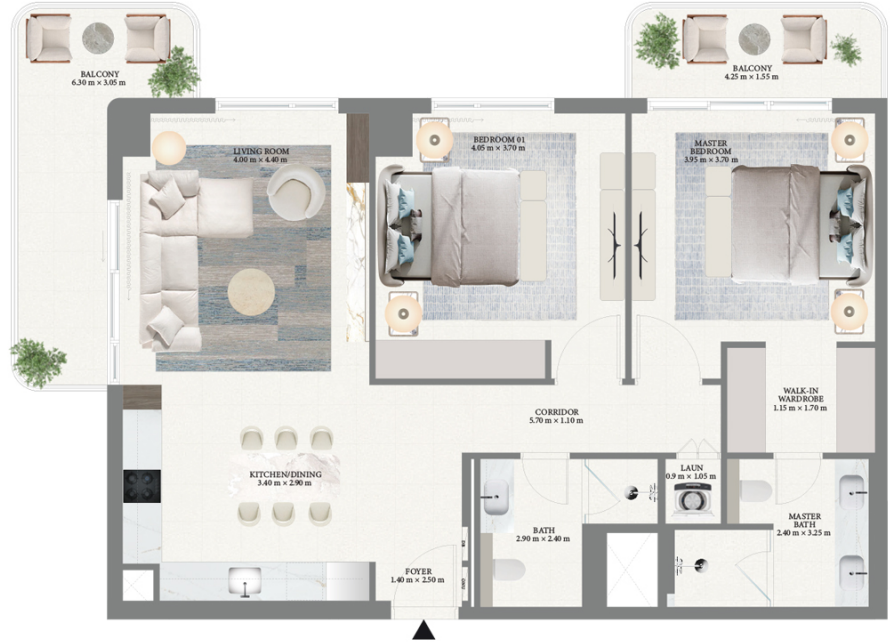 BALCONY
6.30 m × 3.05 m
BALCONY
4.25 m × 1.55 m
LIVING ROOM
4.00 m × 4.40 m
BEDROOM 01
4.05 m × 3.70 m
MASTER
BEDROOM
3.95 m × 3.70 m
WALK-IN
WARDROBE
1.15 m × 1.70 m
CORRIDOR
5.70 m × 1.10 m
KITCHEN/DINING
3.40 m × 2.90 m
LAUN
0.9 m × 1.05 m
BATH
2.90 m × 2.40 m
MASTER
BATH
2.40 m × 3.25 m
FOYER
1.40 m × 2.50 m